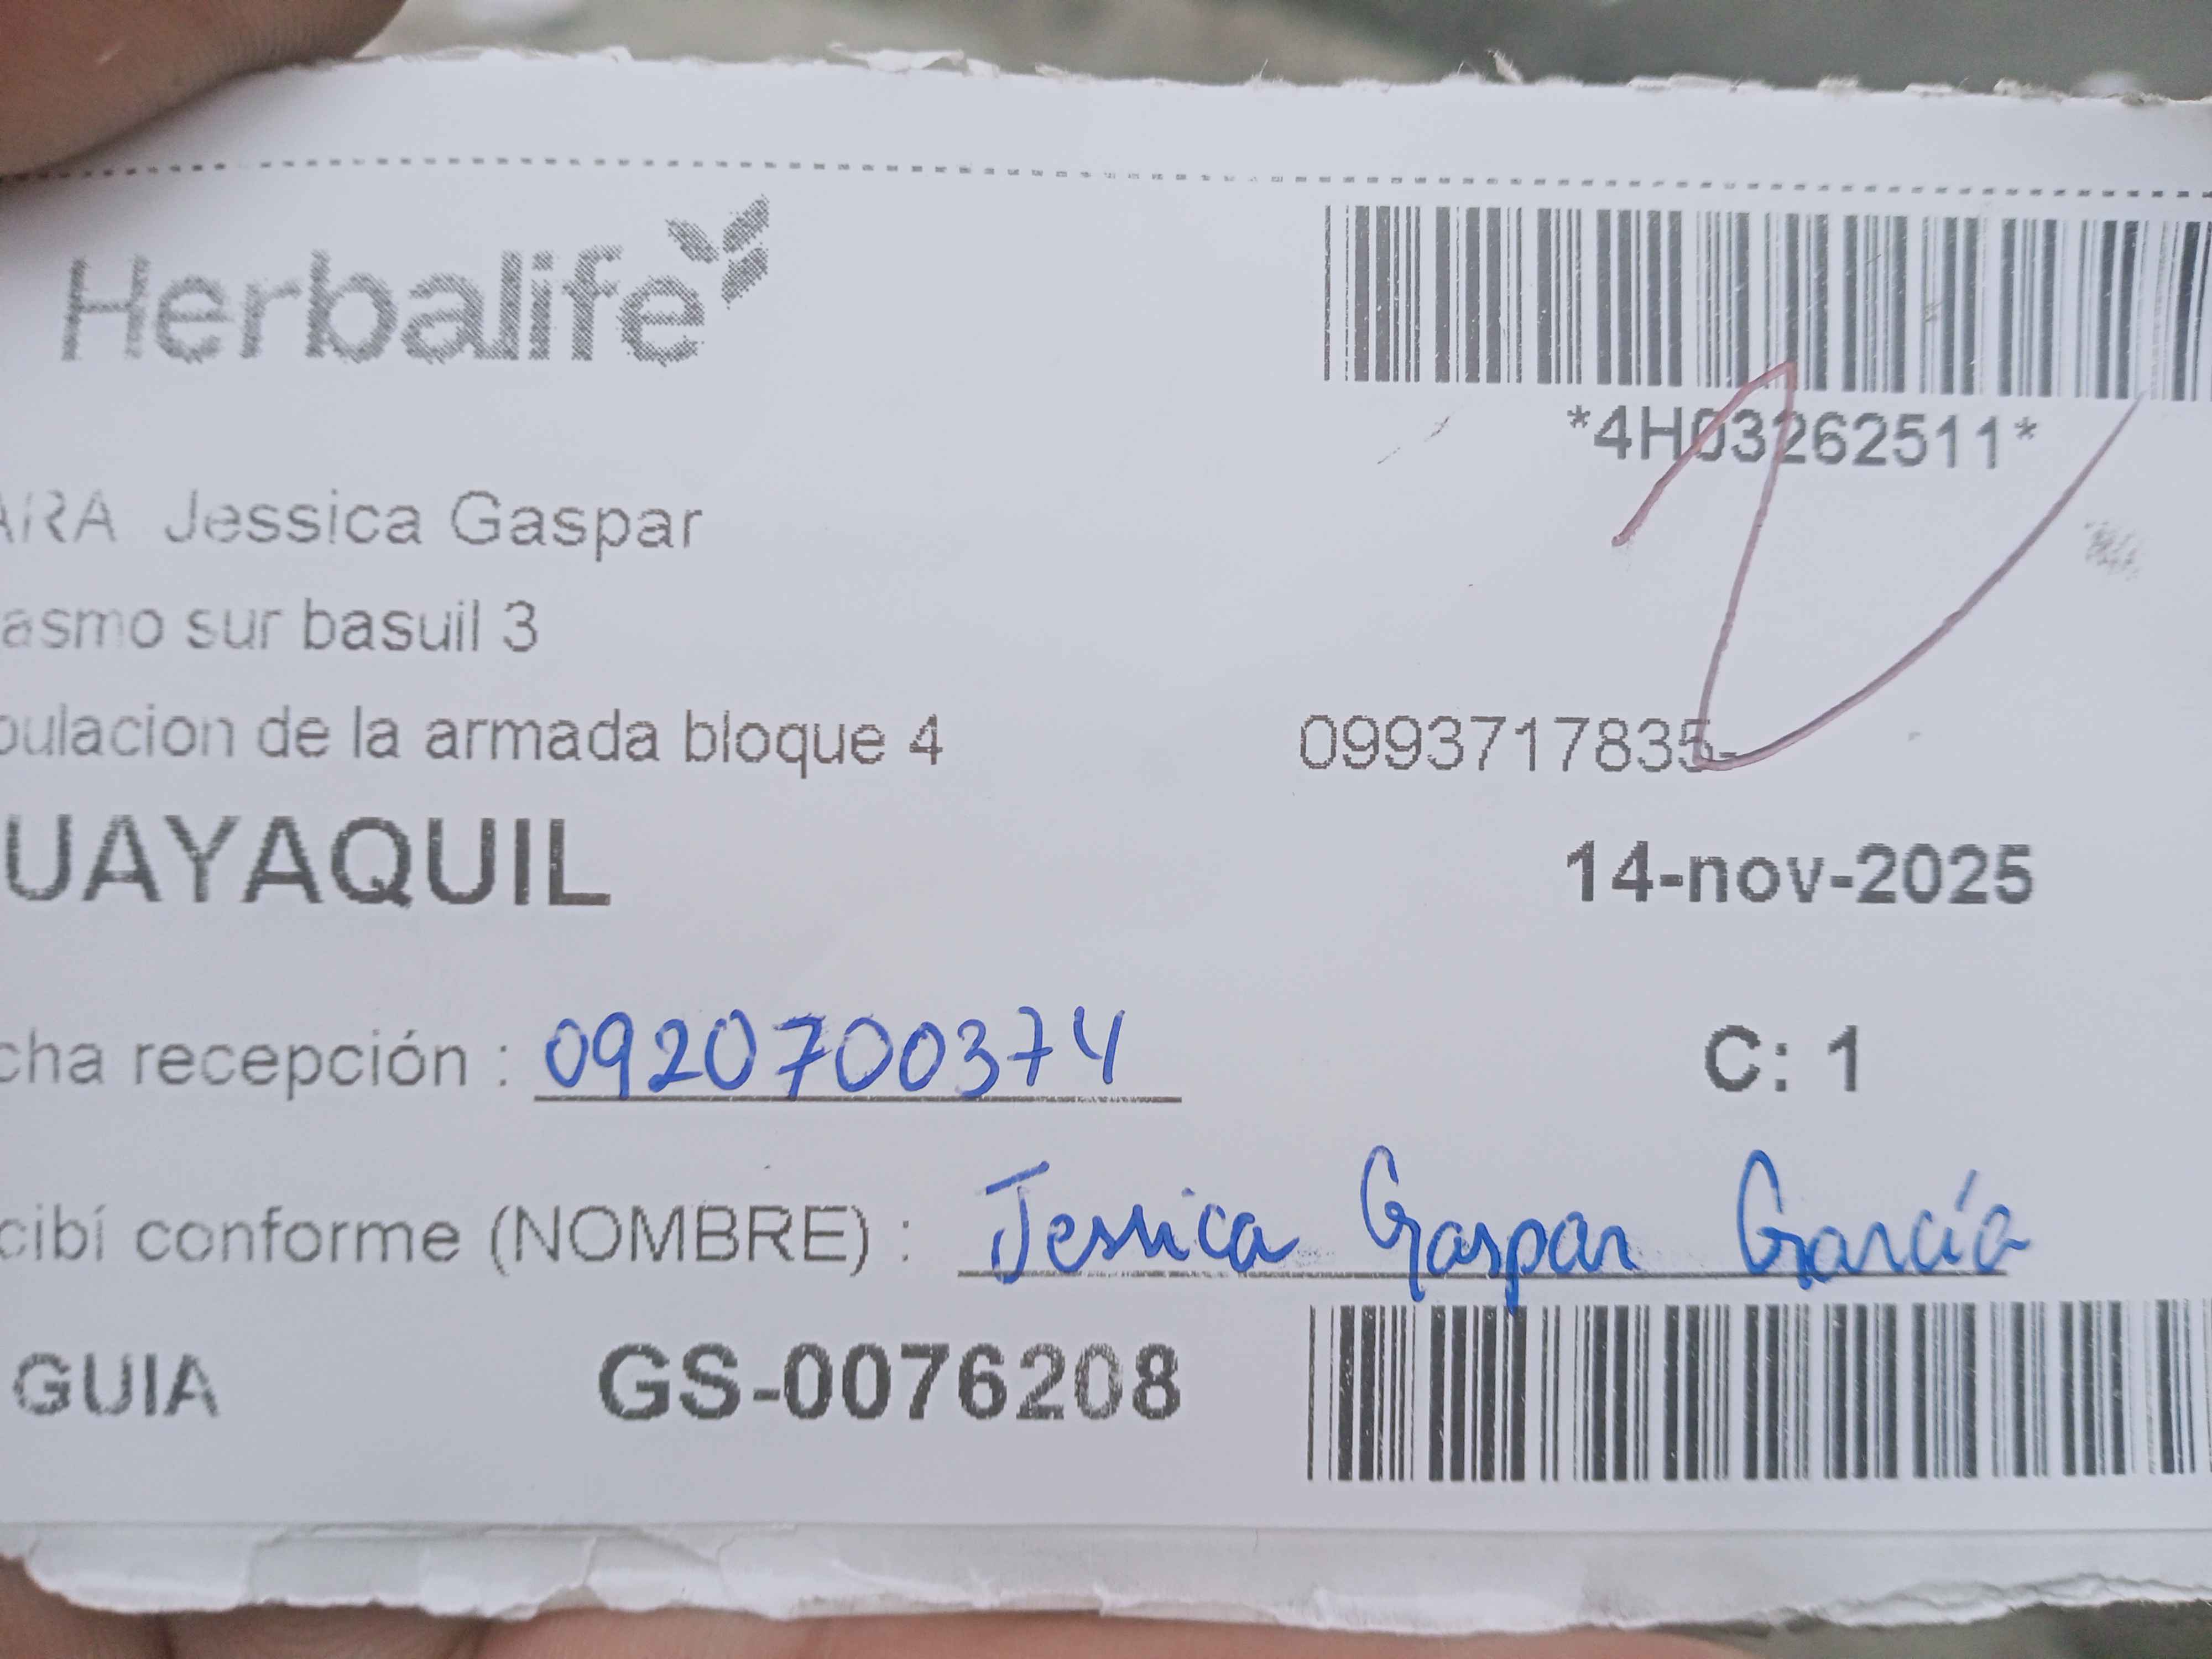 Herbalife
*4H03262511*
ARA Jessica Gaspar
asmo sur basuil 3
pulacion de la armada bloque 4 0993717835-
UAYAQUIL 14-nov-2025
cha recepción : 0920700374 C: 1
cibí conforme (NOMBRE) : Jessica Gaspar García
GUIA GS-0076208